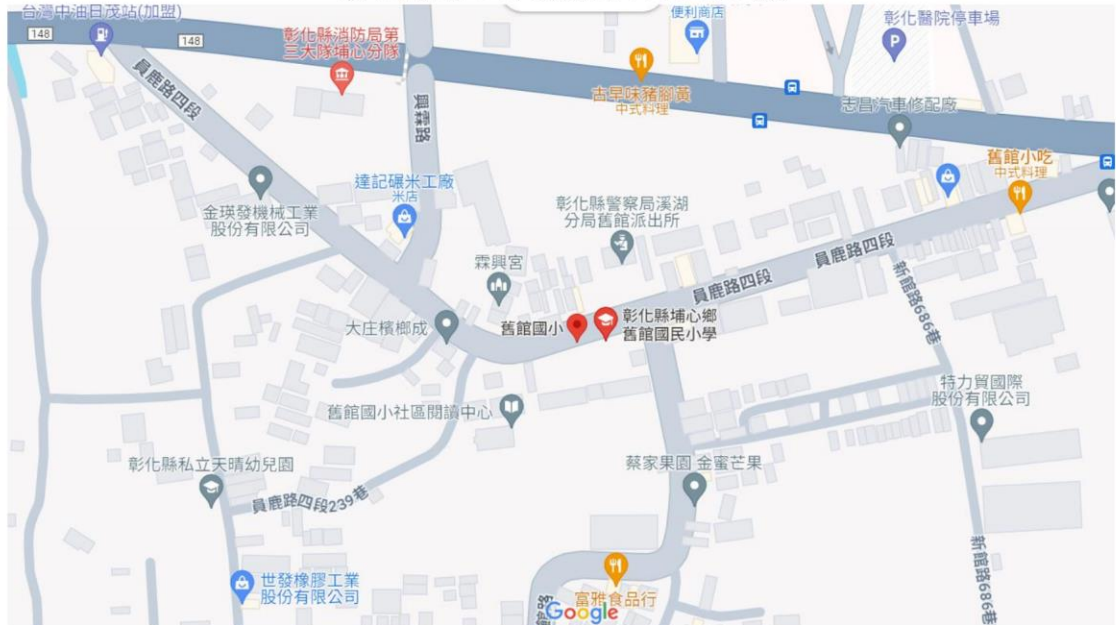 台灣中油日茂站(加盟)
148
148
彰化縣消防局第
三大隊埔心分隊
便利商店
彰化醫院停車場
P
員鹿路四段
興霖路
古早味豬腳黃
中式料理
志昌汽車修配廠
舊館小吃
中式料理
達記碾米工廠
米店
金瑛發機械工業
股份有限公司
彰化縣警察局溪湖
分局舊館派出所
霖興宮
員鹿路四段
員鹿路四段
新館路686巷
大庄檳榔成
舊館國小
彰化縣埔心鄉
舊館國民小學
特力貿國際
股份有限公司
舊館國小社區閱讀中心
彰化縣私立天晴幼兒園
蔡家果園 金蜜芒果
員鹿路四段239巷
新館路686巷
世發橡膠工業
股份有限公司
富雅食品行
Google